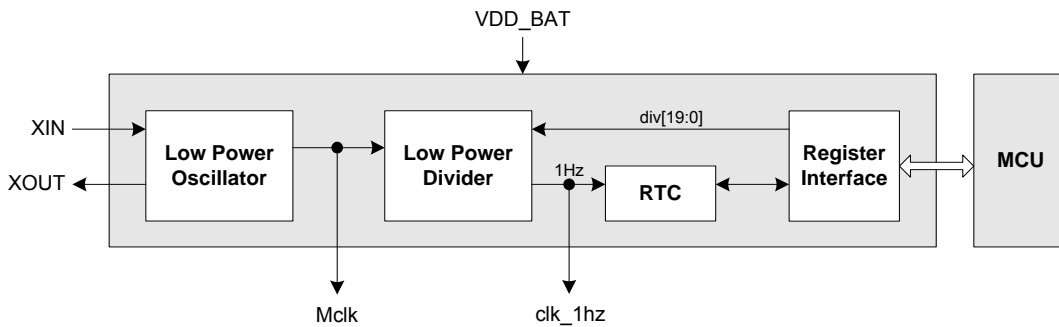 VDD_BAT
XIN
XOUT
Low Power
Oscillator
Low Power
Divider
div[19:0]
1Hz
RTC
Register
Interface
MCU
Mclk
clk_1hz